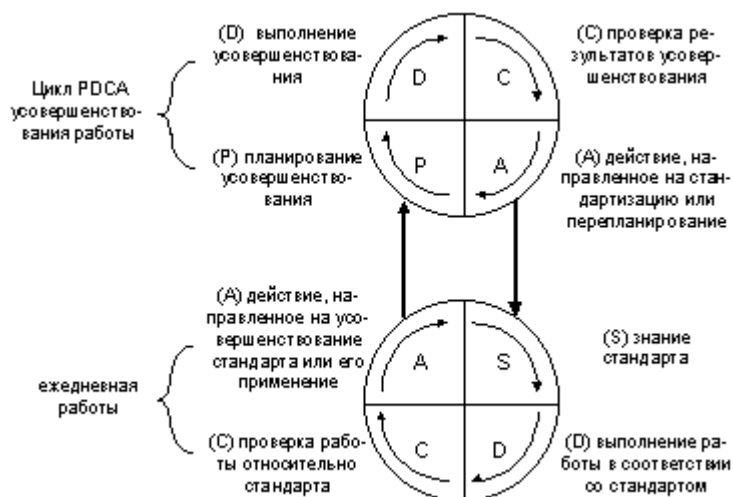 (D) выполнение
усовершенствова-
ния
(C) проверка ре-
зультатов усовер-
шенствования
D
C
Цикл PDCA
усовершенство-
вания работы
P
A
(P) планирование
усовершенство-
вания
(A) действие, на-
правленное на стан-
дартизацию или
перепланирование
(A) действие, на-
правленное на усо-
вершенствование
стандарта или его
применение
A
S
(S) знание
стандарта
ежедневная
работы
C
D
(C) проверка рабо-
ты относительно
стандарта
(D) выполнение ра-
боты в соответствии
со стандартом